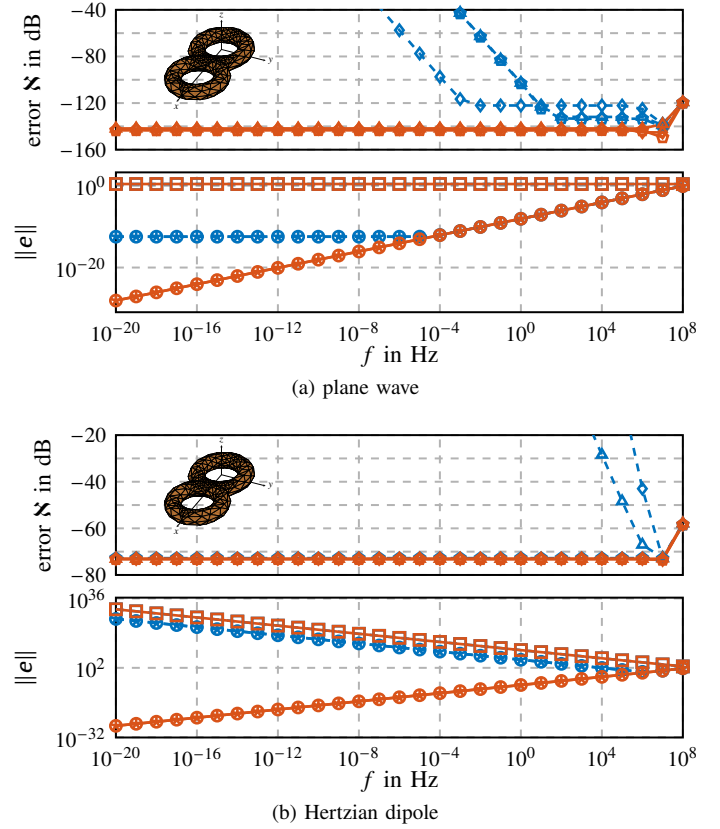 −40
−80
−120
−160
error ℵ in dB
z
y
x
10^0
10^−20
||e||
10^−20 10^−16 10^−12 10^−8 10^−4 10^0 10^4 10^8
f in Hz
(a) plane wave
−20
−40
−60
−80
error ℵ in dB
z
y
x
10^36
10^2
10^−32
||e||
10^−20 10^−16 10^−12 10^−8 10^−4 10^0 10^4 10^8
f in Hz
(b) Hertzian dipole